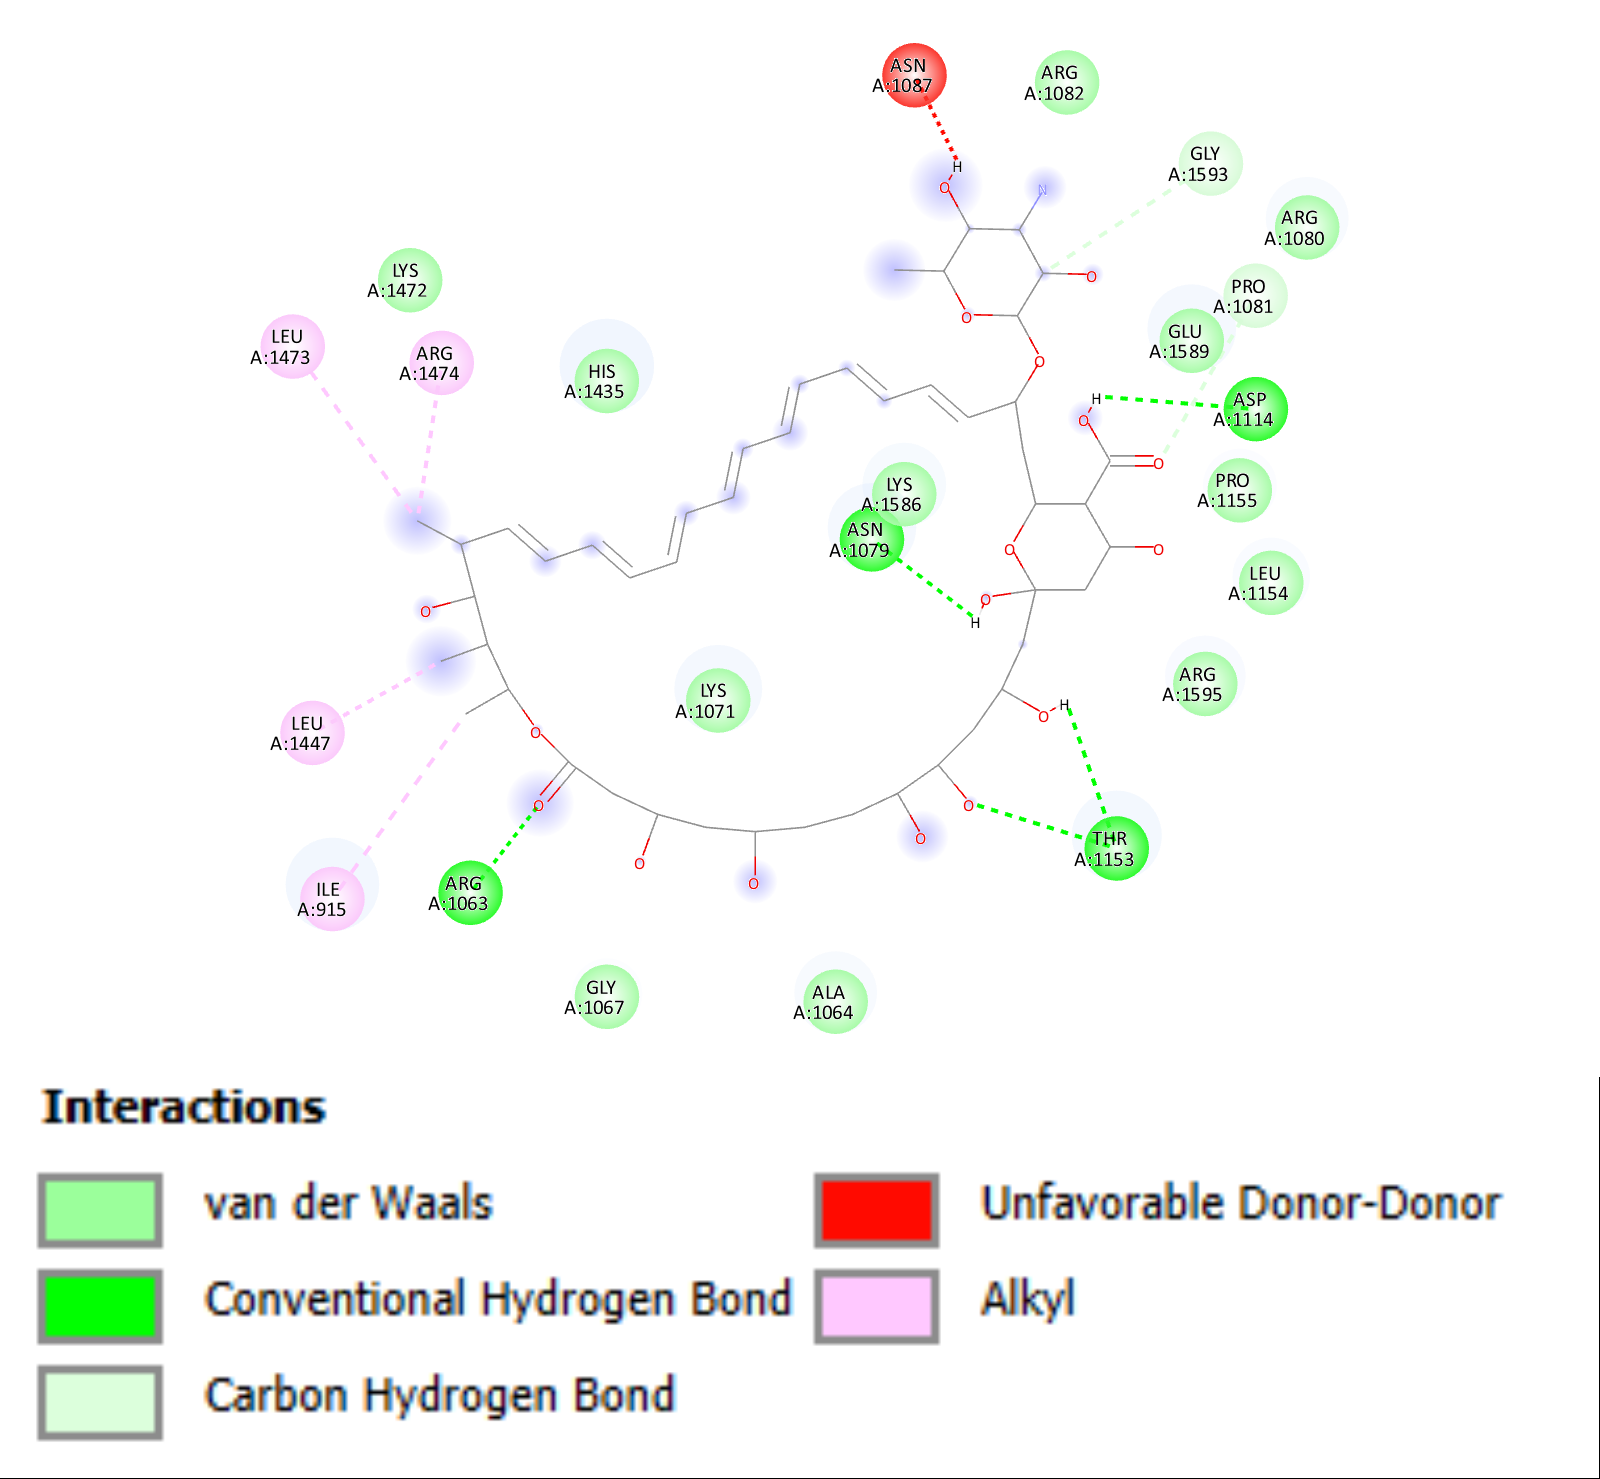 ASN
A:1087
ARG
A:1082
H
O
N
GLY
A:1593
ARG
A:1080
O
O
LYS
A:1472
PRO
A:1081
LEU
A:1473
ARG
A:1474
GLU
A:1589
HIS
A:1435
O
H
O
ASP
A:1114
O
LYS
A:1586
PRO
A:1155
ASN
A:1079
O
O
LEU
A:1154
O
H
O
LYS
A:1071
ARG
A:1595
O
H
LEU
A:1447
O
O
O
O
THR
A:1153
O
O
ILE
A:915
ARG
A:1063
GLY
A:1067
ALA
A:1064
Interactions
van der Waals
Conventional Hydrogen Bond
Carbon Hydrogen Bond
Unfavorable Donor-Donor
Alkyl